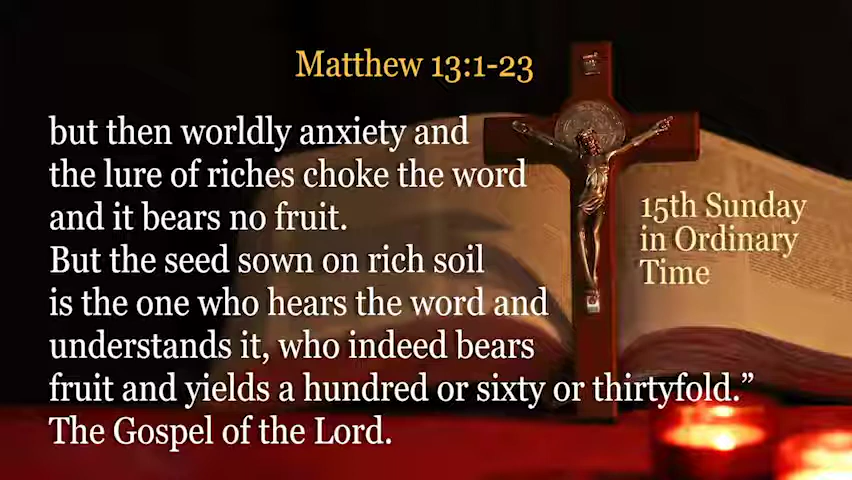 Matthew 13:1-23
but then worldly anxiety and
the lure of riches choke the word
and it bears no fruit.
But the seed sown on rich soil
is the one who hears the word and
understands it, who indeed bears
fruit and yields a hundred or sixty or thirtyfold.”
The Gospel of the Lord.
15th Sunday
in Ordinary
Time